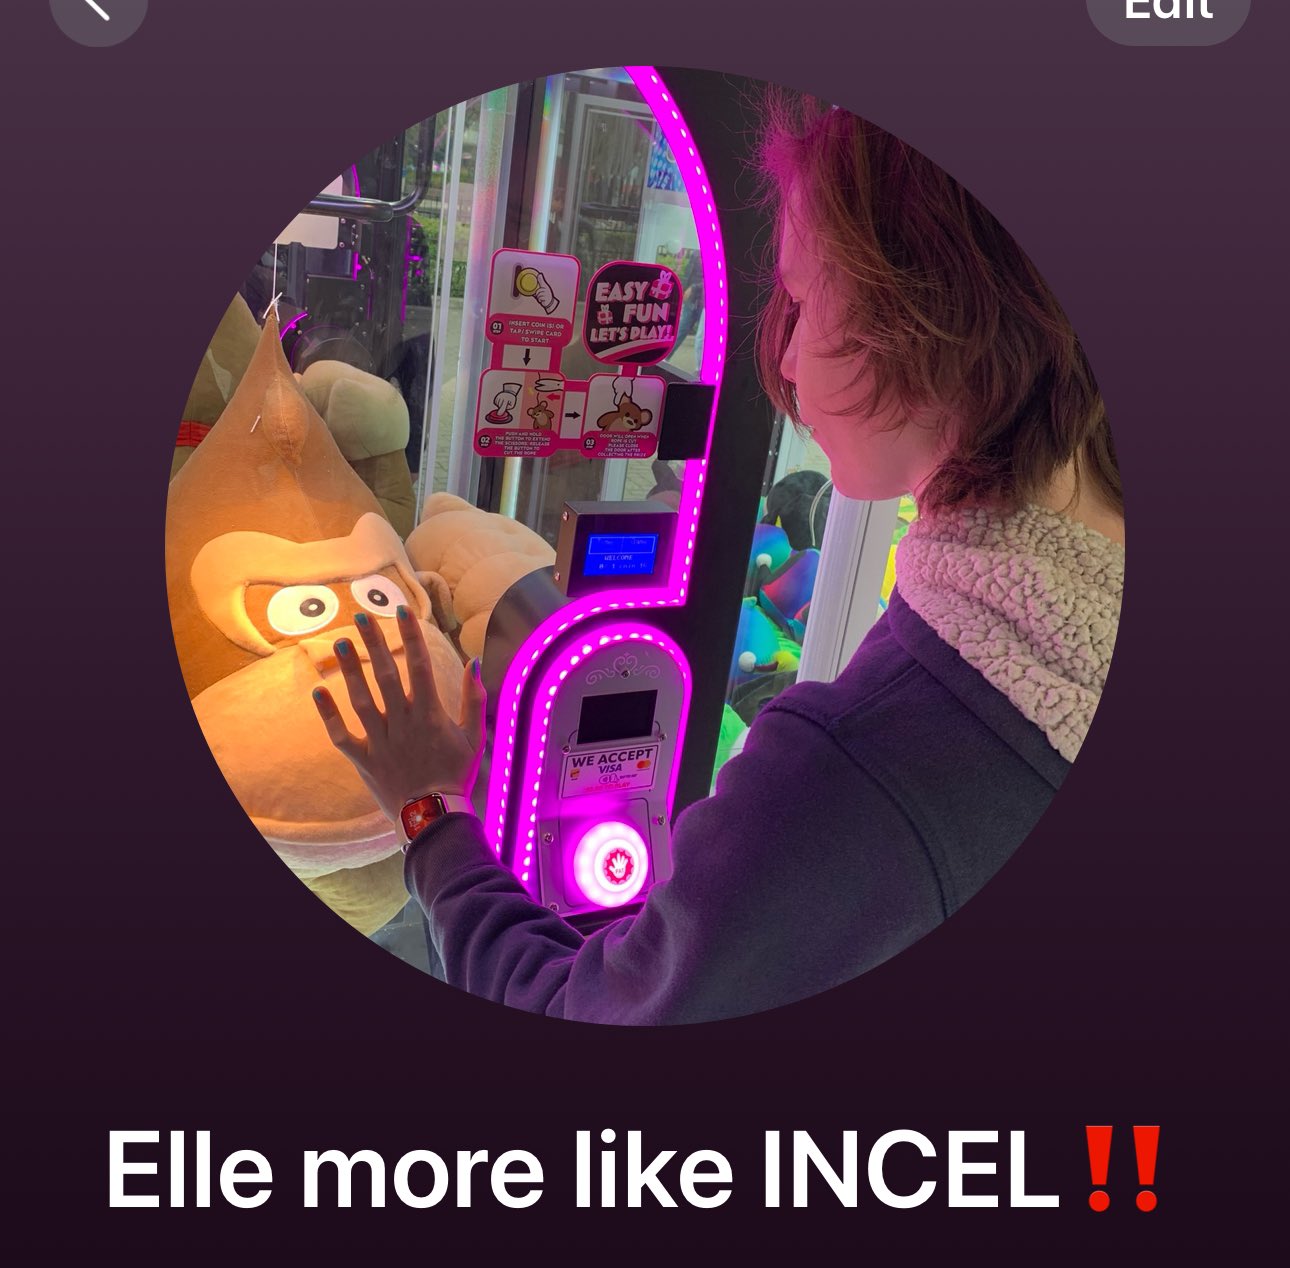 Edit
EASY
FUN
LET'S PLAY!
01
INSERT COIN (S) OR
TAP / SWIPE CARD
TO START
02
PUSH AND HOLD
THE BUTTON TO EXTEND
THE SCISSORS, RELEASE
THE BUTTON TO
CUT THE ROPE
03
DOOR WILL OPEN WHEN
ROPE IS CUT
PLEASE CLOSE
THE DOOR AFTER
COLLECTING THE PRIZE
WELCOME
WE ACCEPT
VISA
Elle more like INCEL‼️